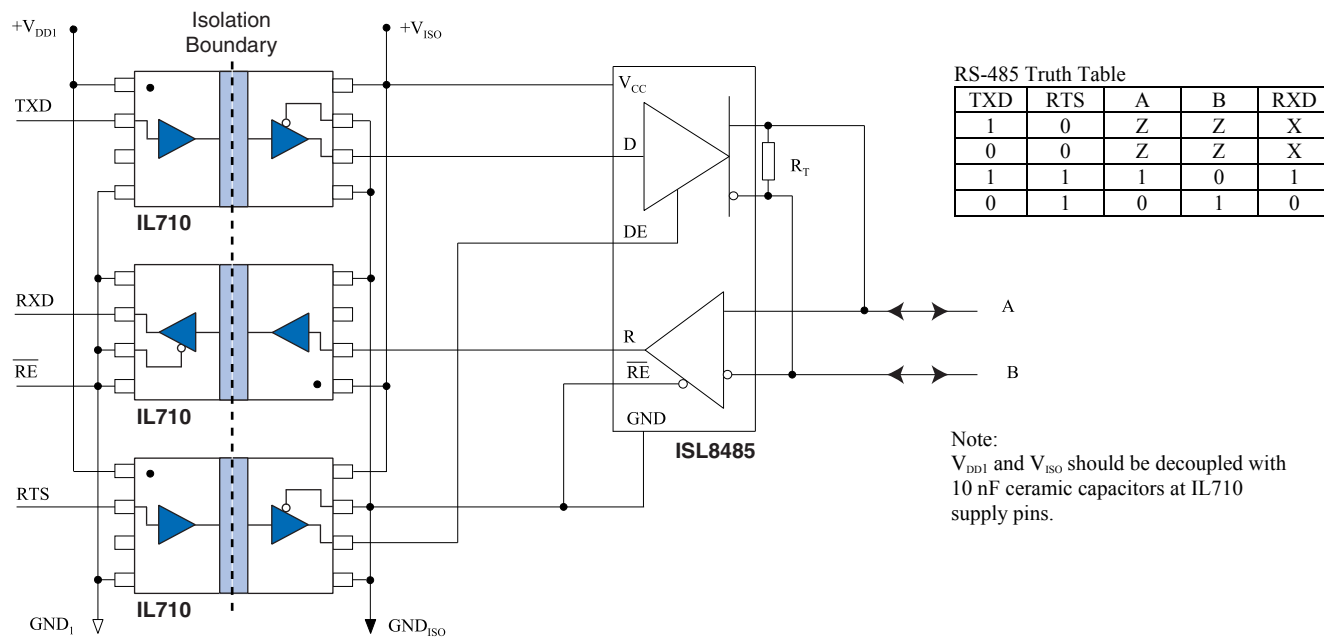 +V_DD1
Isolation
Boundary
+V_ISO
TXD
IL710
V_CC
D
DE
R_T
RXD
R̅E̅
IL710
R
R̅E̅
GND
ISL8485
A
B
RTS
IL710
GND_1
GND_ISO
RS-485 Truth Table
TXD RTS A B RXD
1 0 Z Z X
0 0 Z Z X
1 1 1 0 1
0 1 0 1 0
Note:
V_DD1 and V_ISO should be decoupled with
10 nF ceramic capacitors at IL710
supply pins.